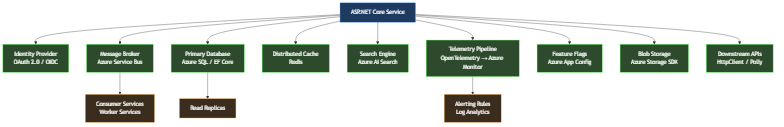 ASP.NET Core Service
Identity Provider
OAuth 2.0 / OIDC
Message Broker
Azure Service Bus
Primary Database
Azure SQL / EF Core
Distributed Cache
Redis
Search Engine
Azure AI Search
Telemetry Pipeline
OpenTelemetry → Azure
Monitor
Feature Flags
Azure App Config
Blob Storage
Azure Storage SDK
Downstream APIs
HttpClient / Polly
Consumer Services
Worker Services
Read Replicas
Alerting Rules
Log Analytics